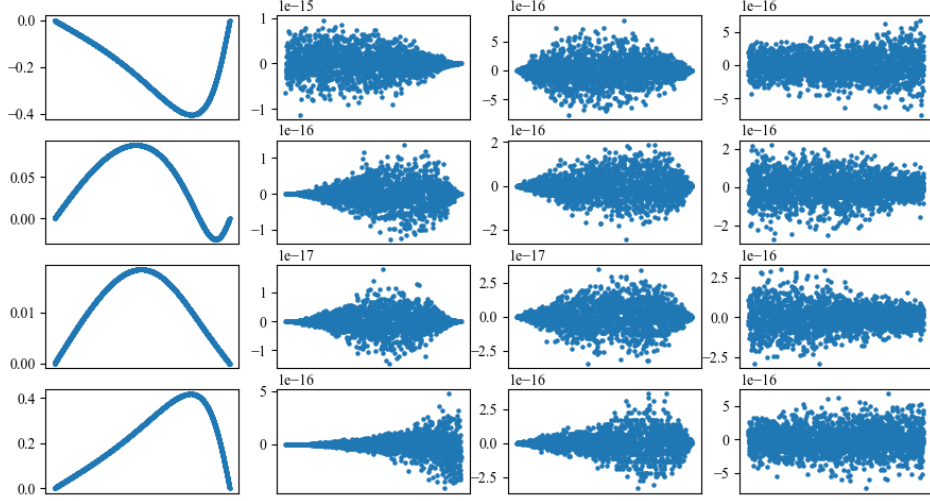 1e−15 1e−16 1e−16
0.0 1 5 5
−0.2 0 0 0
−0.4 −1 −5 −5
1e−16 1e−16 1e−16
0.05 1 2 2
0.00 0 0 0
−1 −2 −2
1e−17 1e−17 1e−16
0.01 1 2.5 2.5
0 0.0 0.0
0.00 −1 −2.5 −2.5
1e−16 1e−16 1e−16
0.4 5 2.5 5
0.2 0 0.0 0
0.0 −2.5 −5